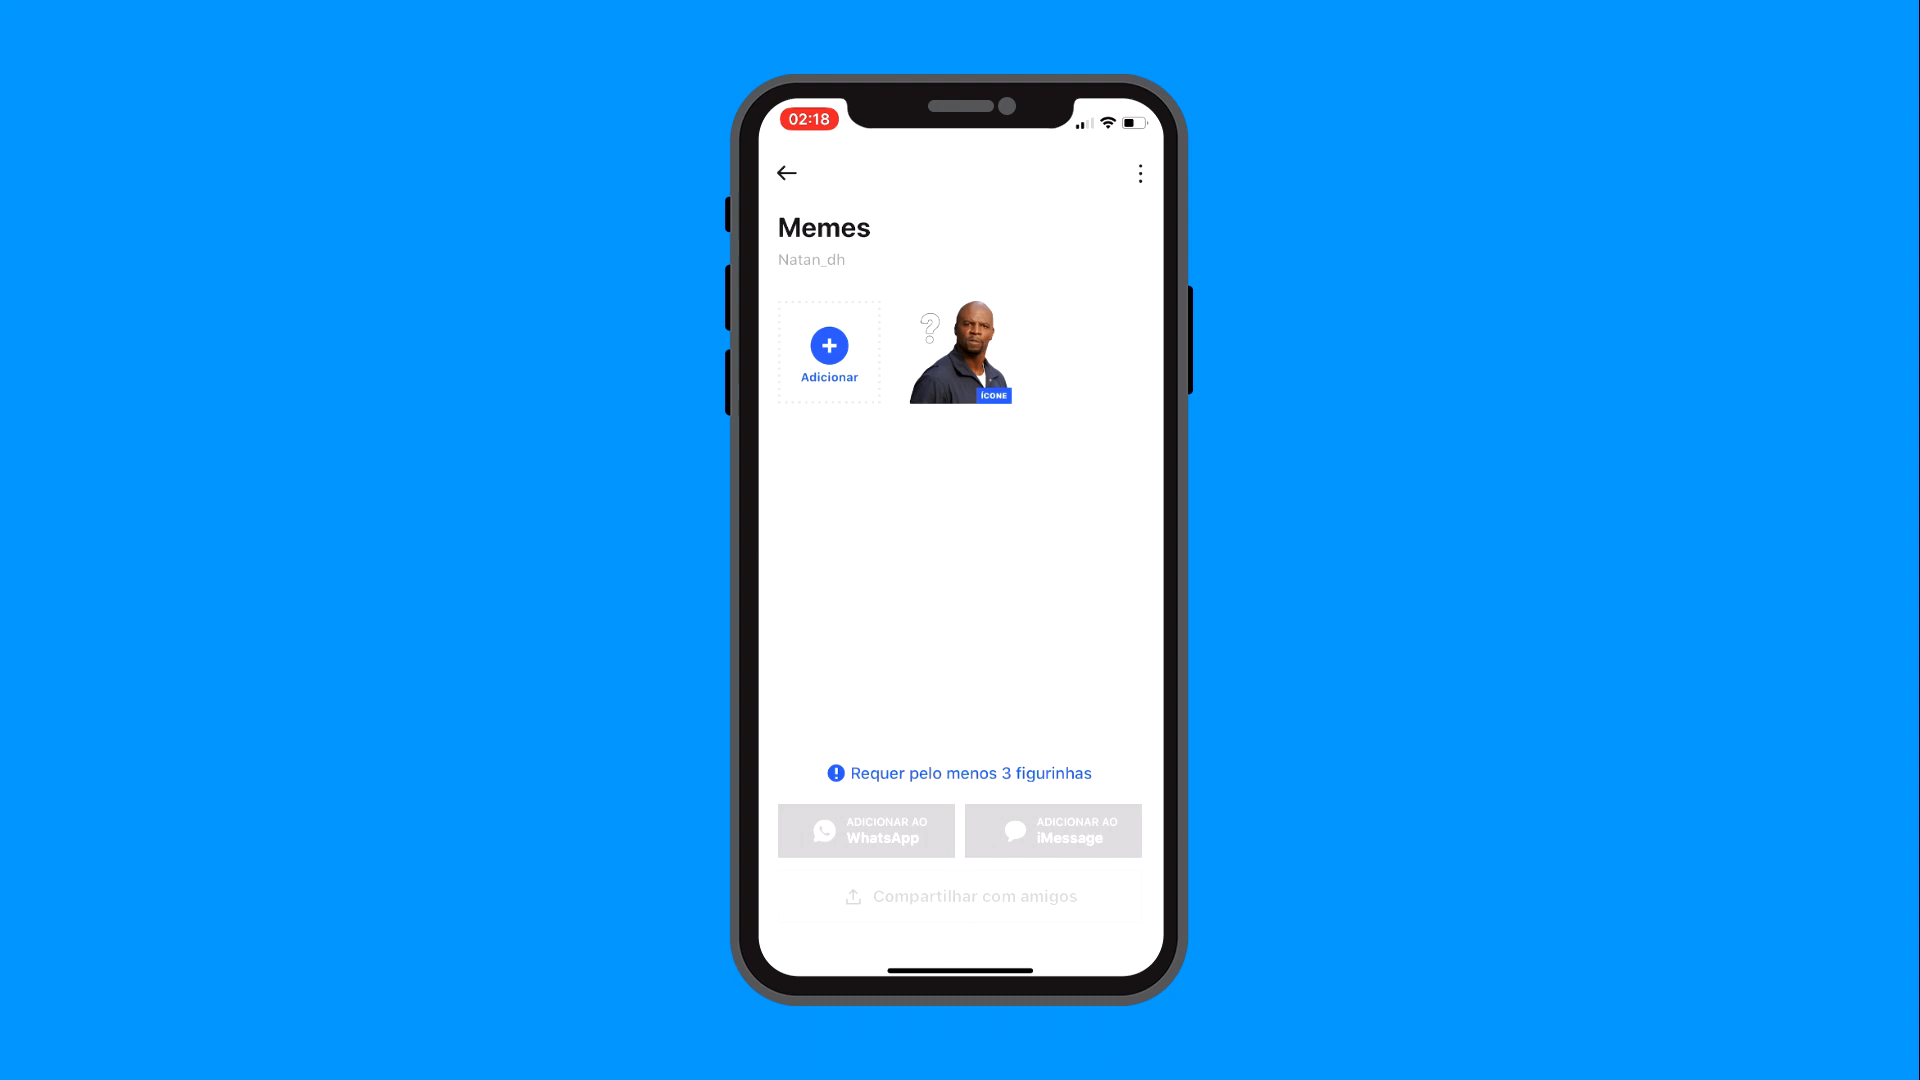 02:18
Memes
Natan_dh
?
Adicionar
ÍCONE
Requer pelo menos 3 figurinhas
ADICIONAR AO
WhatsApp
ADICIONAR AO
iMessage
Compartilhar com amigos